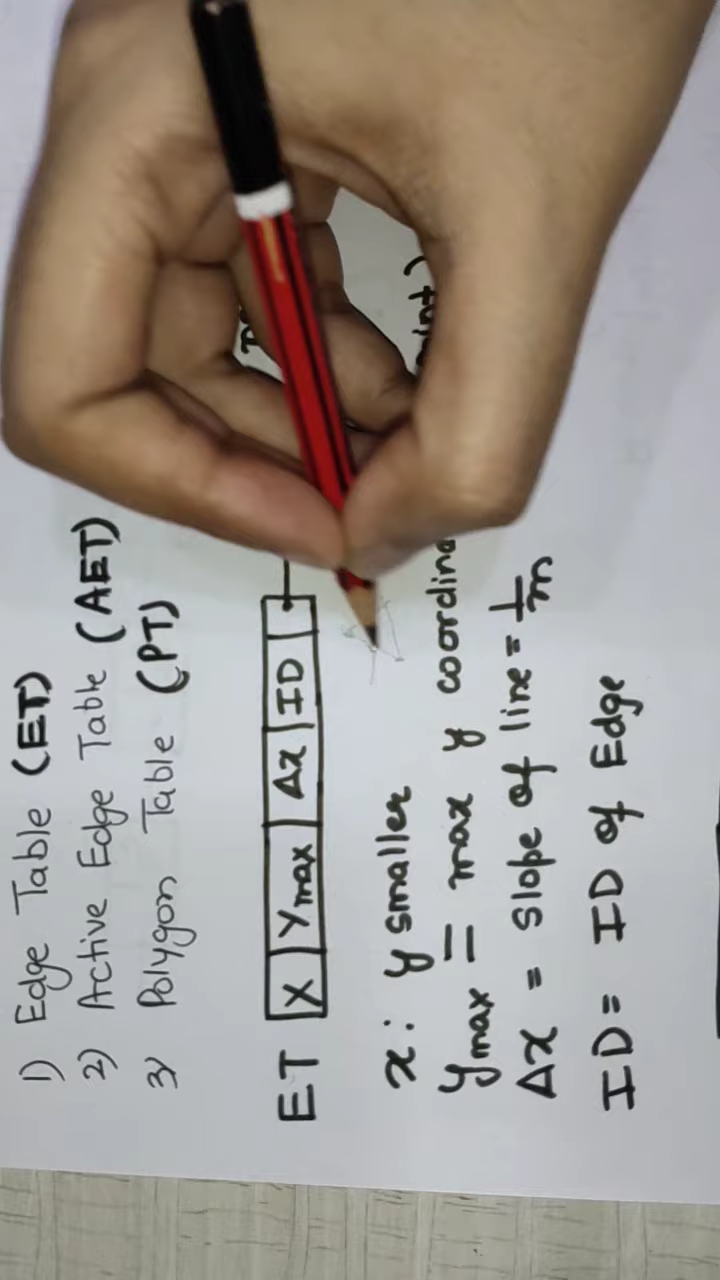 1) Edge Table (ET)
2) Active Edge Table (AET)
3) Polygon Table (PT)
ET X Ymax Δx ID
x: y smaller
ymax = max y
Δx = slope of line = 1/m
ID = ID of Edge